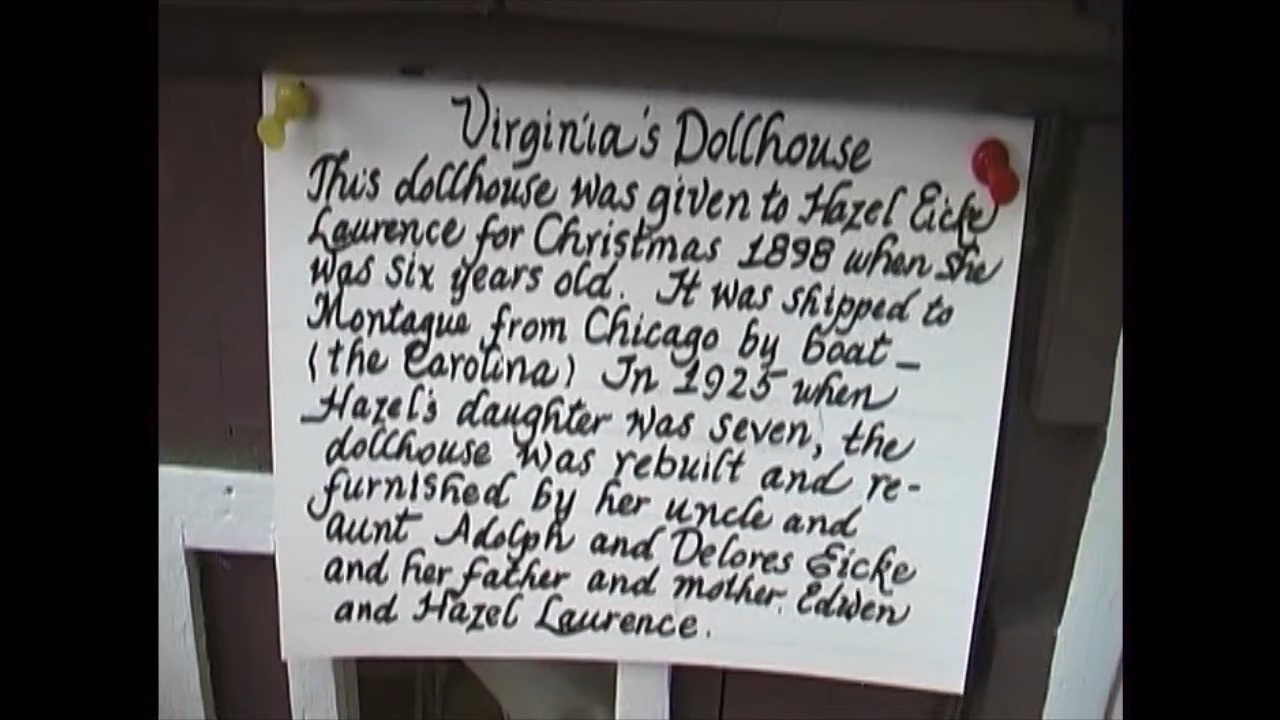 Virginia's Dollhouse
This dollhouse was given to Hazel Eicke
Laurence for Christmas 1898 when she
was six years old. It was shipped to
Montague from Chicago by boat –
(the Carolina) In 1925 when
Hazel's daughter was seven, the
dollhouse was rebuilt and re-
furnished by her uncle and
aunt Adolph and Delores Eicke
and her father and mother, Edwen
and Hazel Laurence.